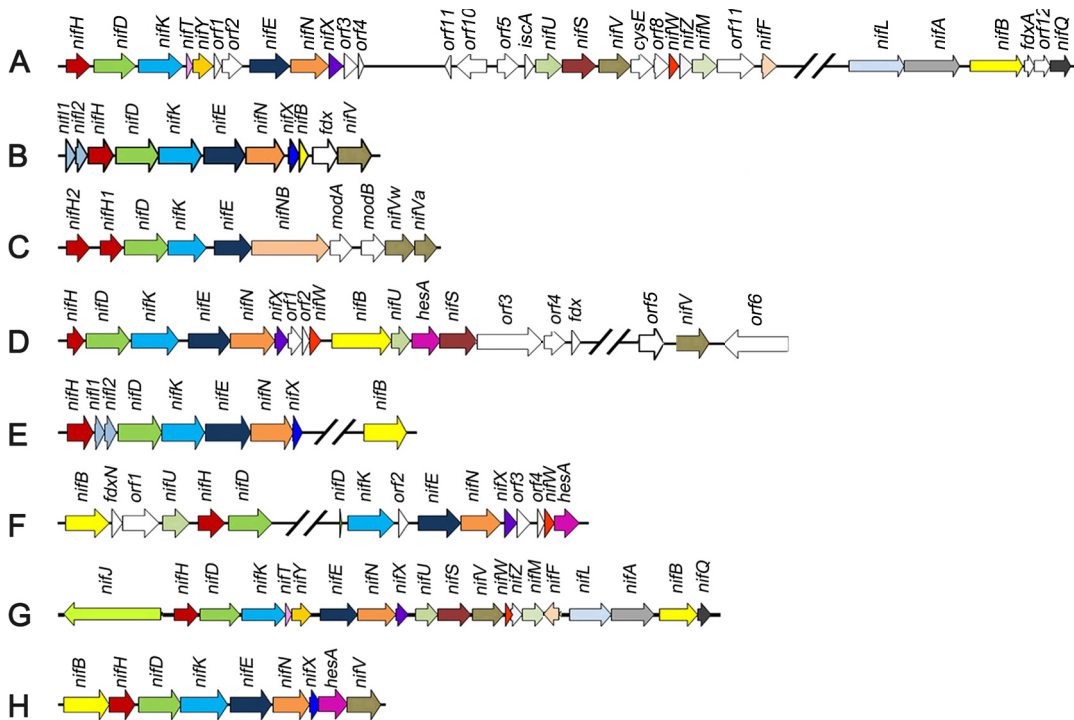 nifH nifD nifK nifT nifY orf1 orf2 nifE nifN nifX orf3 orf4 orf11 orf10 orf5 iscA nifU nifS nifV cysE orf8 nifW nifZ nifM orf11 nifF nifL nifA nifB fdxA orf12 nifQ
A
nifI1 nifI2 nifH nifD nifK nifE nifN nifX nifB fdx nifV
B
nifH2 nifH1 nifD nifK nifE nifNB modA modB nifVw nifVa
C
nifH nifD nifK nifE nifN nifX orf1 orf2 nifW nifB nifU hesA nifS orf3 orf4 fdx orf5 nifV orf6
D
nifH nifI1 nifI2 nifD nifK nifE nifN nifX nifB
E
nifB fdxN orf1 nifU nifH nifD nifD nifK orf2 nifE nifN nifX orf3 orf4 nifW hesA
F
nifJ nifH nifD nifK nifT nifY nifE nifN nifX nifU nifS nifV nifW nifZ nifM nifF nifL nifA nifB nifQ
G
nifB nifH nifD nifK nifE nifN nifX hesA nifV
H